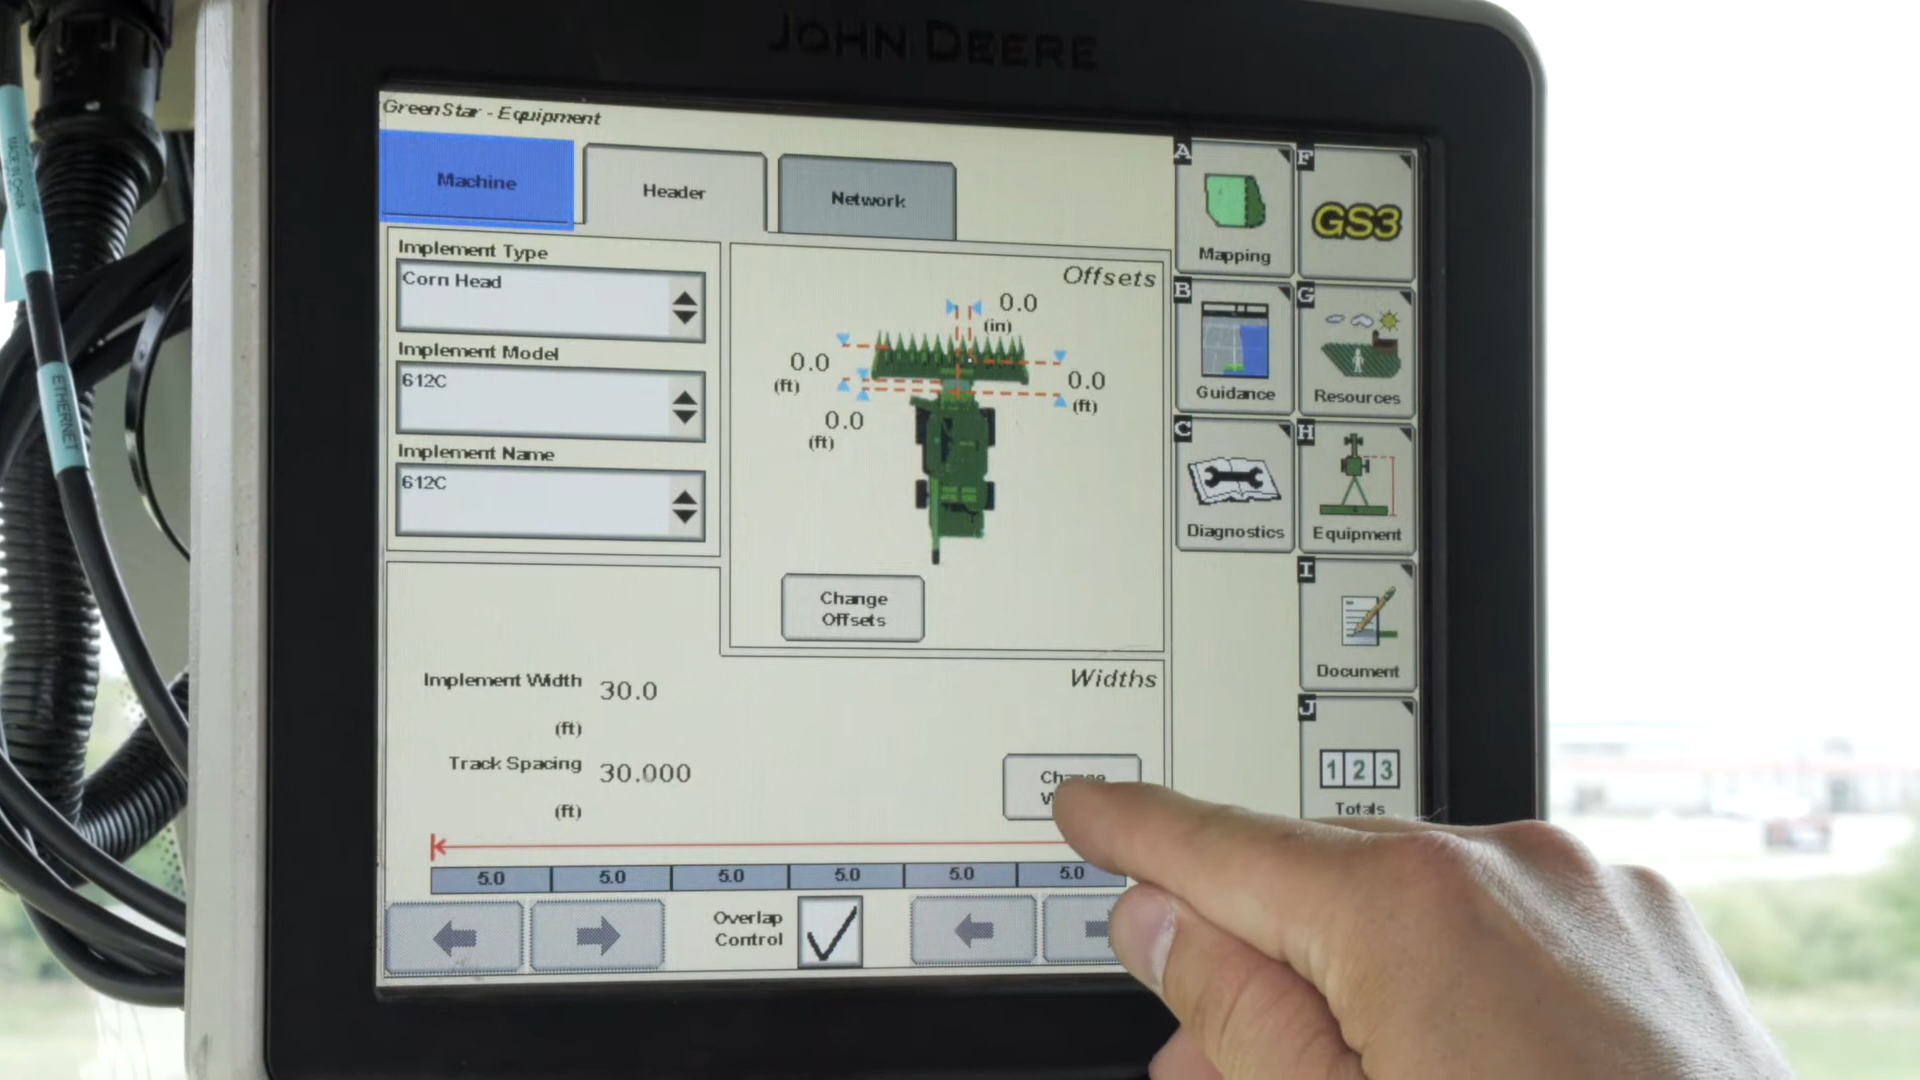 JOHN DEERE
GreenStar - Equipment
Machine
Header
Network
Implement Type
Corn Head
Implement Model
612C
Implement Name
612C
Offsets
0.0
(in)
0.0
(ft)
0.0
(ft)
0.0
(ft)
Change
Offsets
Widths
Implement Width
30.0
(ft)
Track Spacing
30.000
(ft)
5.0
5.0
5.0
5.0
5.0
5.0
Overlap
Control
A
Mapping
B
Guidance
C
Diagnostics
F
GS3
G
Resources
H
Equipment
I
Document
J
1 2 3
Totals
ETHERNET
MADE IN CHINA